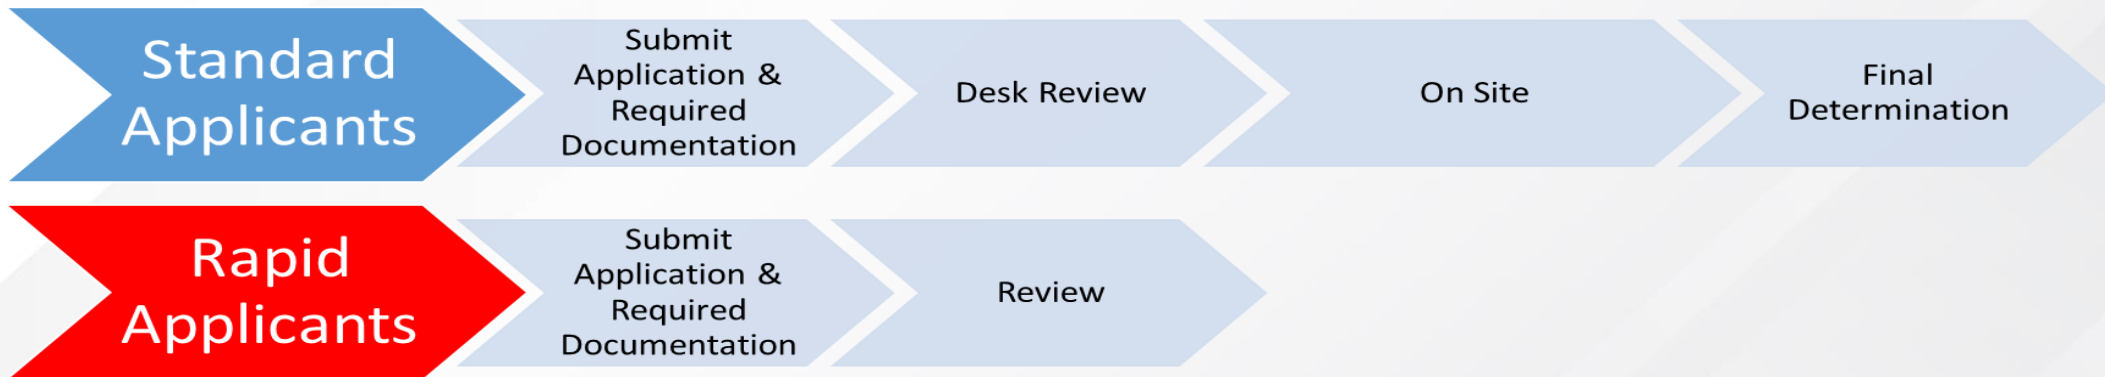 Standard
Applicants
Submit
Application &
Required
Documentation
Desk Review
On Site
Final
Determination
Rapid
Applicants
Submit
Application &
Required
Documentation
Review